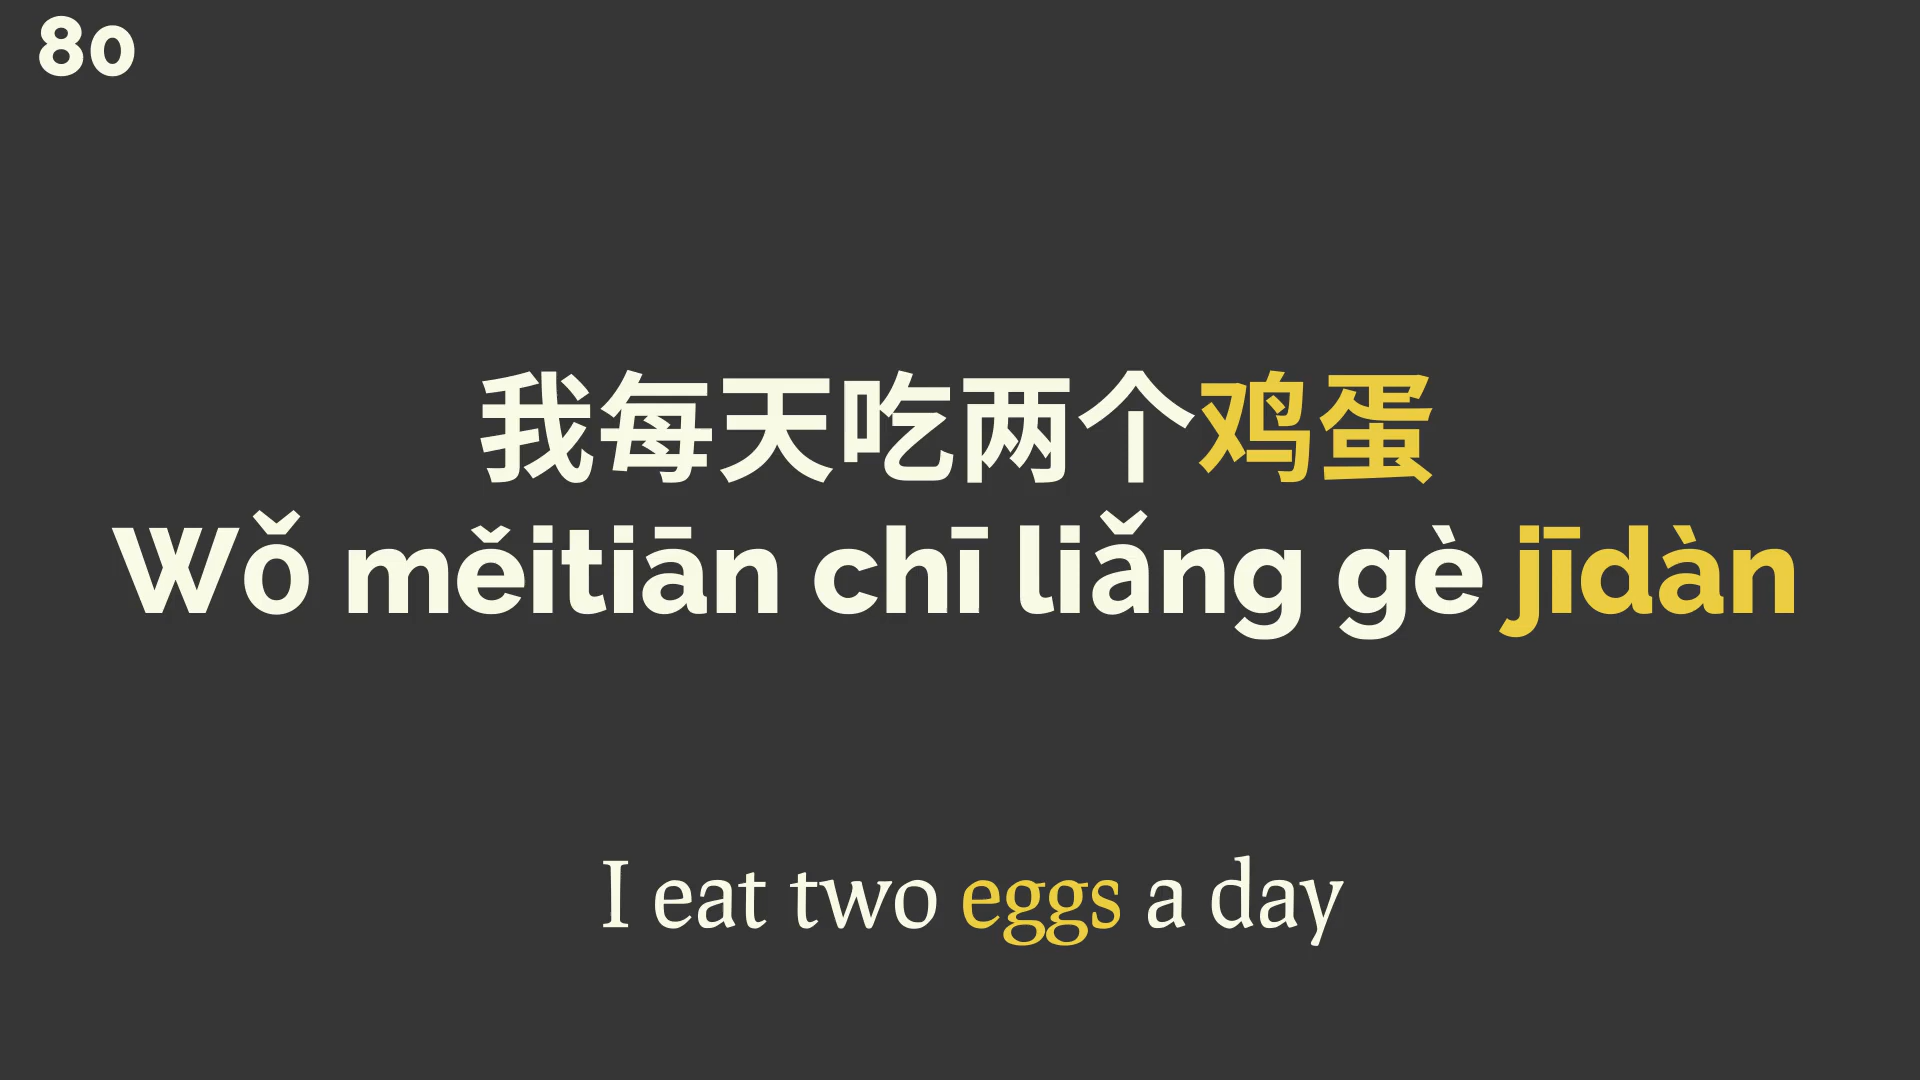 80
我每天吃两个鸡蛋
Wǒ měitiān chī liǎng gè jīdàn
I eat two eggs a day